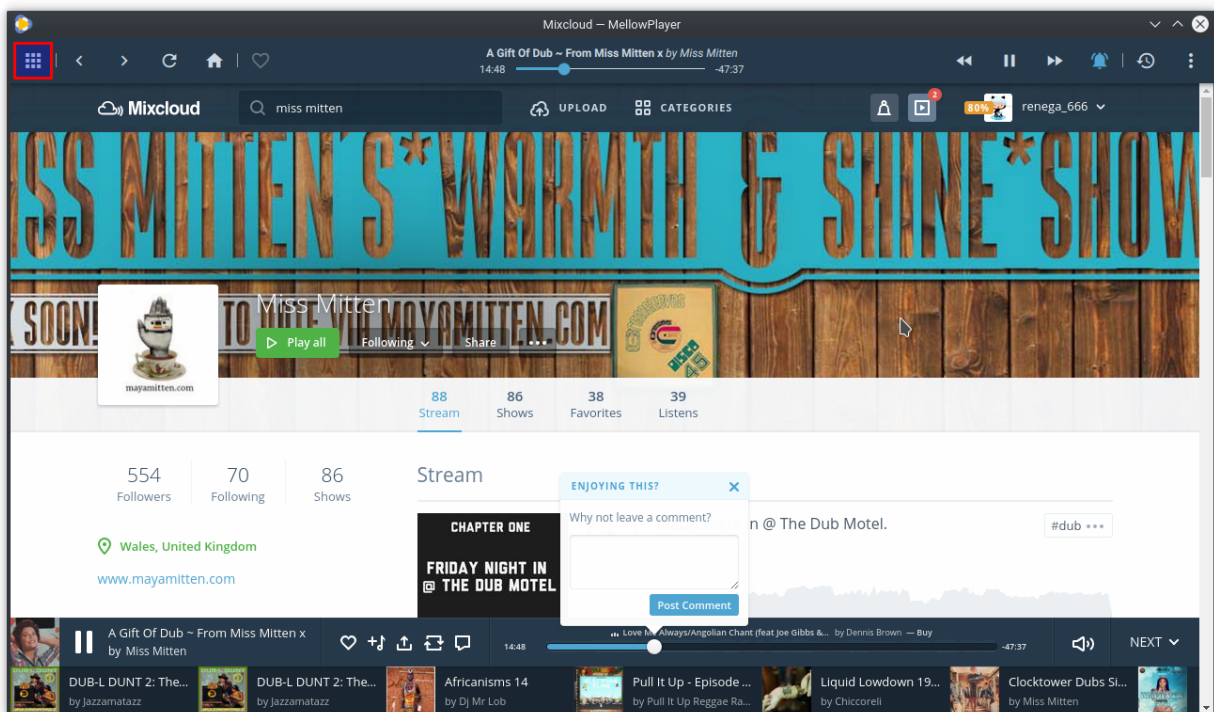 Mixcloud — MellowPlayer
A Gift Of Dub ~ From Miss Mitten x by Miss Mitten
14:48 -47:37
Mixcloud
miss mitten
UPLOAD
CATEGORIES
2
80%
renega_666
ISS MITTEN'S*WARMTH & SHINE*SHOW
SOON!
TO
MAYAMITTEN.COM
DISCO
45
Miss Mitten
Play all
Following
Share
mayamitten.com
88 86 38 39
Stream Shows Favorites Listens
554 70 86
Followers Following Shows
Wales, United Kingdom
www.mayamitten.com
Stream
CHAPTER ONE
FRIDAY NIGHT IN
@ THE DUB MOTEL
n @ The Dub Motel.
#dub
ENJOYING THIS?
Why not leave a comment?
Post Comment
A Gift Of Dub ~ From Miss Mitten x
by Miss Mitten
14:48
Love Me Always/Angolian Chant (feat Joe Gibbs &... by Dennis Brown — Buy
-47:37
NEXT
DUB-L DUNT 2: The...
by Jazzamatazz
DUB-L DUNT 2: The...
by Jazzamatazz
Africanisms 14
by Dj Mr Lob
Pull It Up - Episode ...
by Pull It Up Reggae Ra...
Liquid Lowdown 19...
by Chiccoreli
Clocktower Dubs Si...
by Miss Mitten